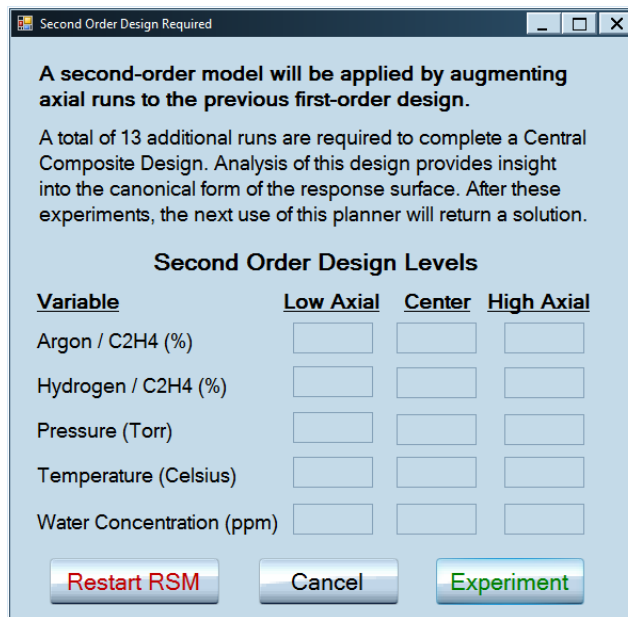 Second Order Design Required
A second-order model will be applied by augmenting
axial runs to the previous first-order design.
A total of 13 additional runs are required to complete a Central
Composite Design. Analysis of this design provides insight
into the canonical form of the response surface. After these
experiments, the next use of this planner will return a solution.
Second Order Design Levels
Variable Low Axial Center High Axial
Argon / C2H4 (%)
Hydrogen / C2H4 (%)
Pressure (Torr)
Temperature (Celsius)
Water Concentration (ppm)
Restart RSM Cancel Experiment